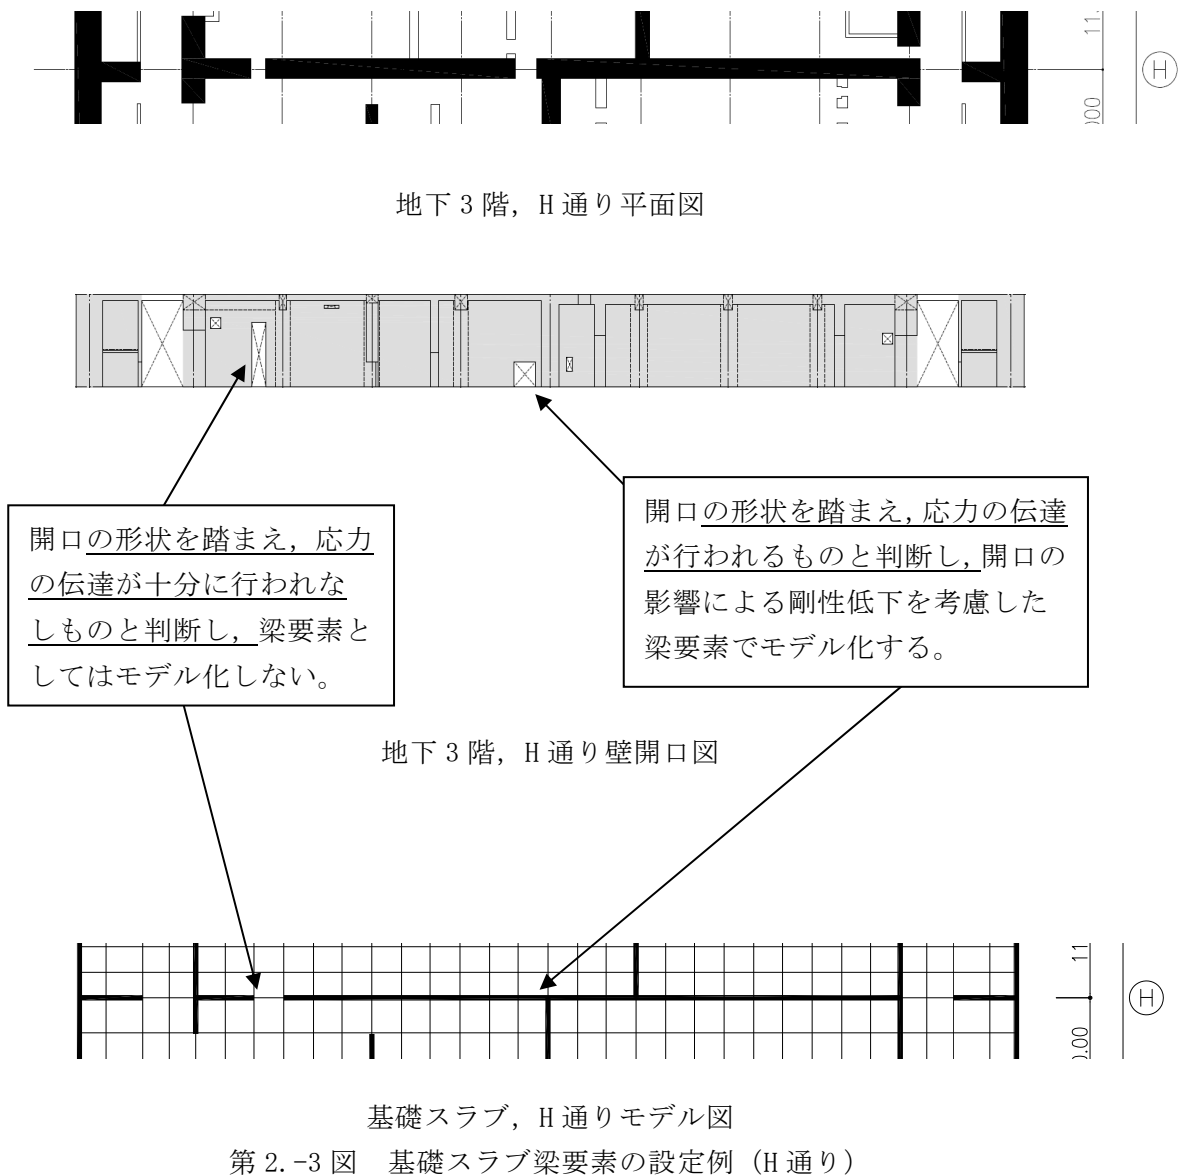 11.
H
000
地下3階，H通り平面図
開口の形状を踏まえ，応力
の伝達が十分に行われな
しものと判断し，梁要素と
してはモデル化しない。
開口の形状を踏まえ，応力の伝達
が行われるものと判断し，開口の
影響による剛性低下を考慮した
梁要素でモデル化する。
地下3階，H通り壁開口図
11
H
0.00
基礎スラブ，H通りモデル図
第2.-3図　基礎スラブ梁要素の設定例（H通り）